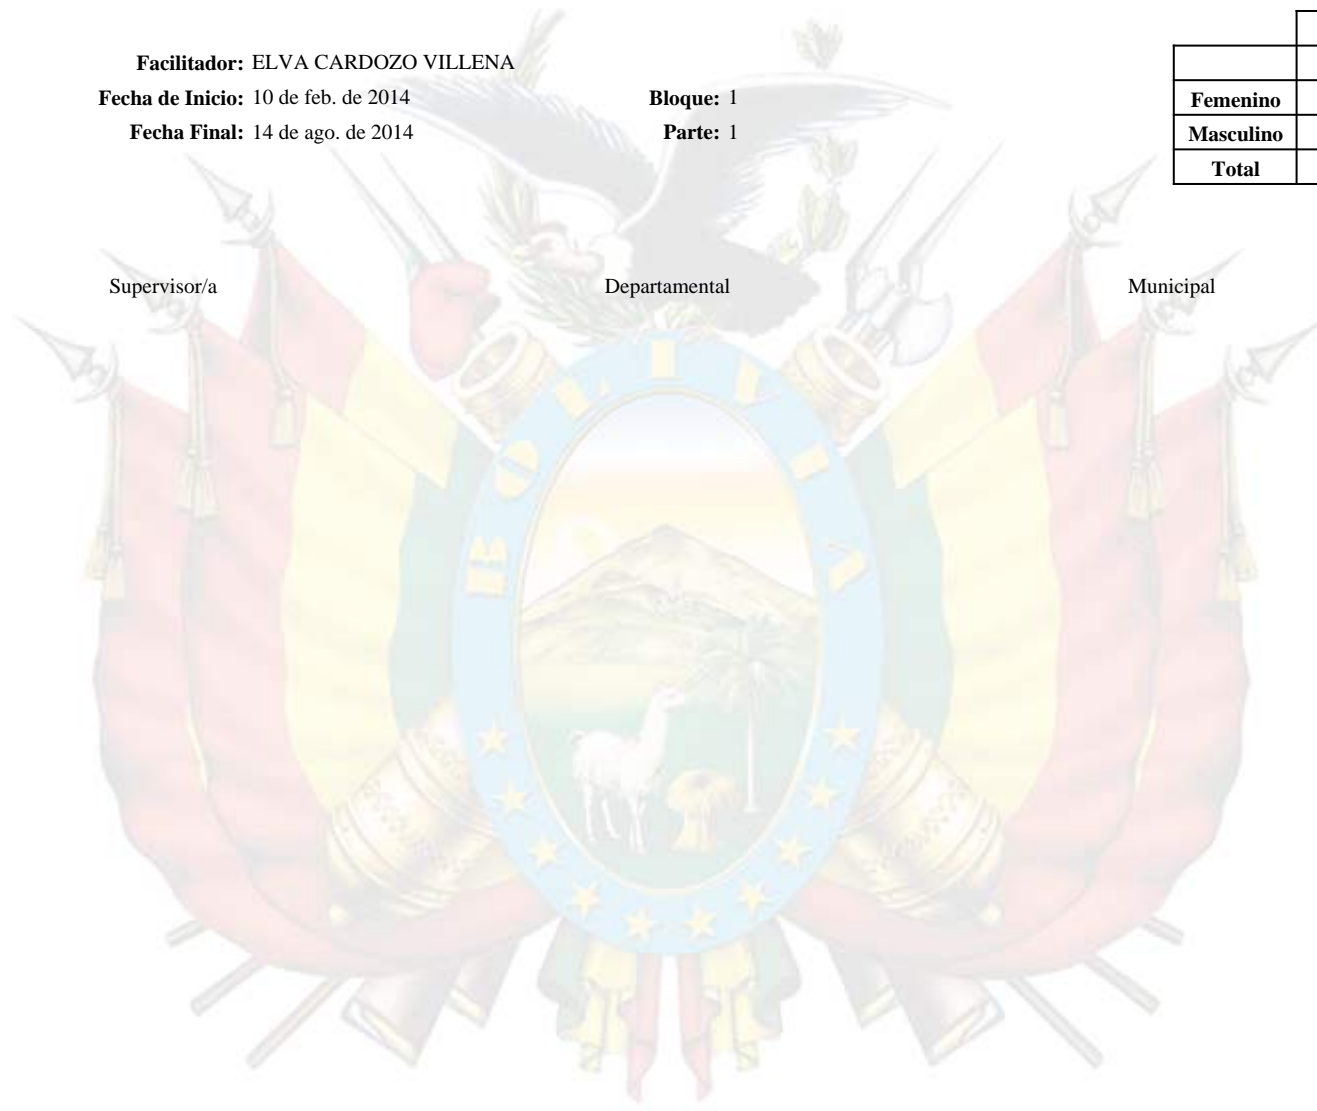 Facilitador: ELVA CARDOZO VILLENA
Fecha de Inicio: 10 de feb. de 2014 Bloque: 1
Fecha Final: 14 de ago. de 2014 Parte: 1
Femenino
Masculino
Total
Supervisor/a Departamental Municipal
BOLIVIA